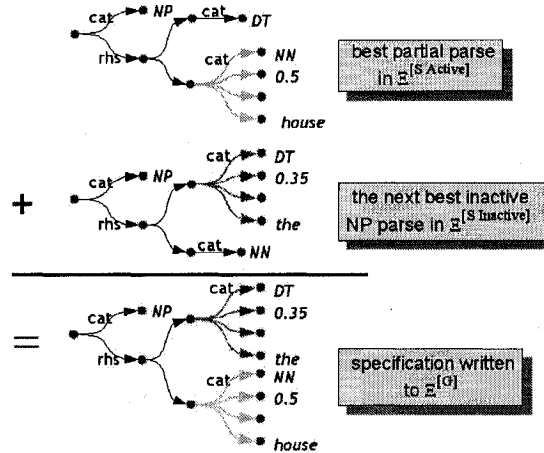 cat NP cat DT
rhs cat NN
0.5
house
best partial parse
in Ξ[S Active]
+
cat NP cat DT
0.35
rhs the
cat NN
the next best inactive
NP parse in Ξ[S Inactive]
=
cat NP cat DT
0.35
rhs the
cat NN
0.5
house
specification written
to Ξ[G]